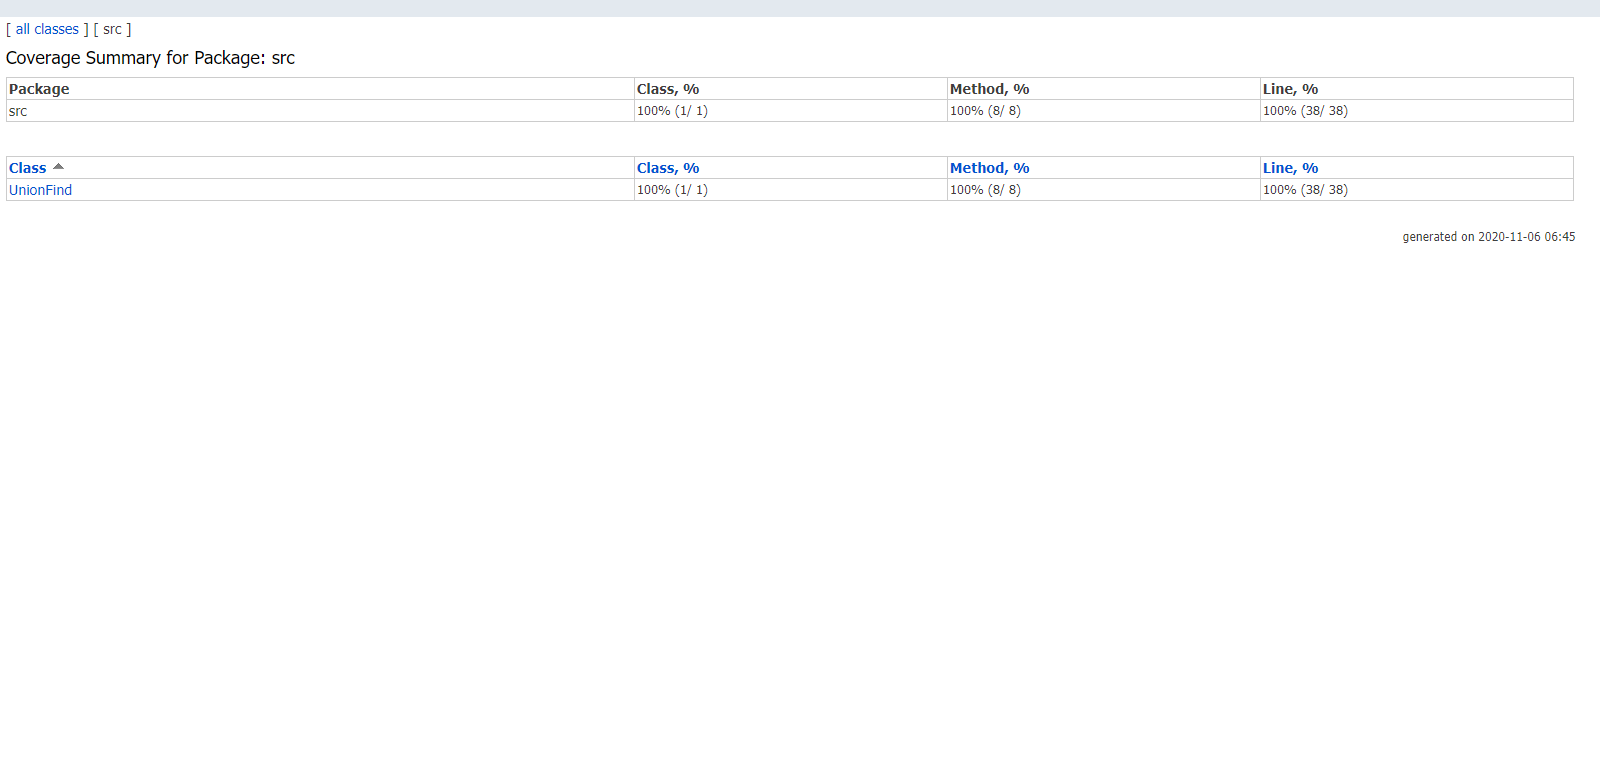 [ all classes ] [ src ]
Coverage Summary for Package: src
Package Class, % Method, % Line, %
src 100% (1/ 1) 100% (8/ 8) 100% (38/ 38)
Class Class, % Method, % Line, %
UnionFind 100% (1/ 1) 100% (8/ 8) 100% (38/ 38)
generated on 2020-11-06 06:45